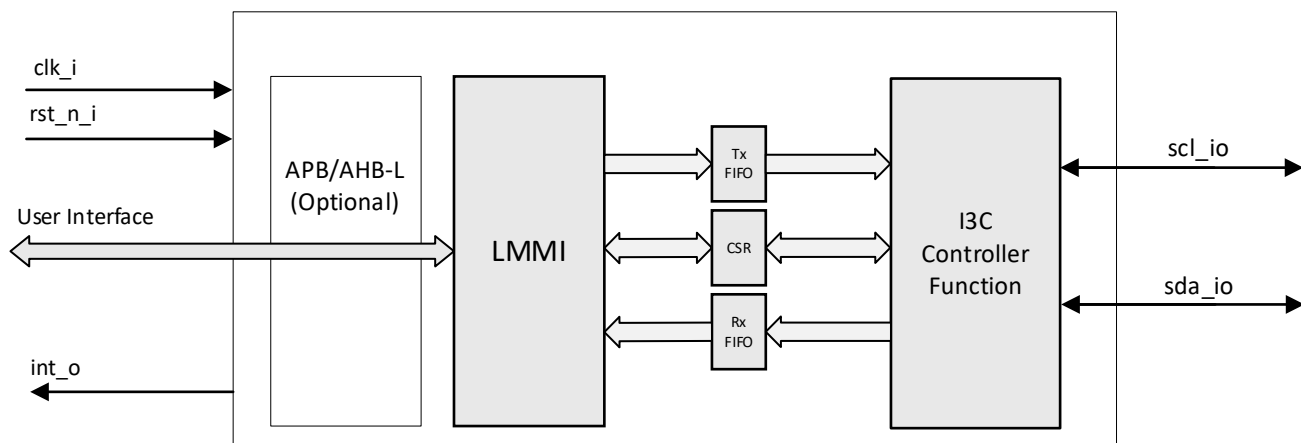 clk_i
rst_n_i
User Interface
int_o
APB/AHB-L
(Optional)
LMMI
Tx
FIFO
CSR
Rx
FIFO
I3C
Controller
Function
scl_io
sda_io